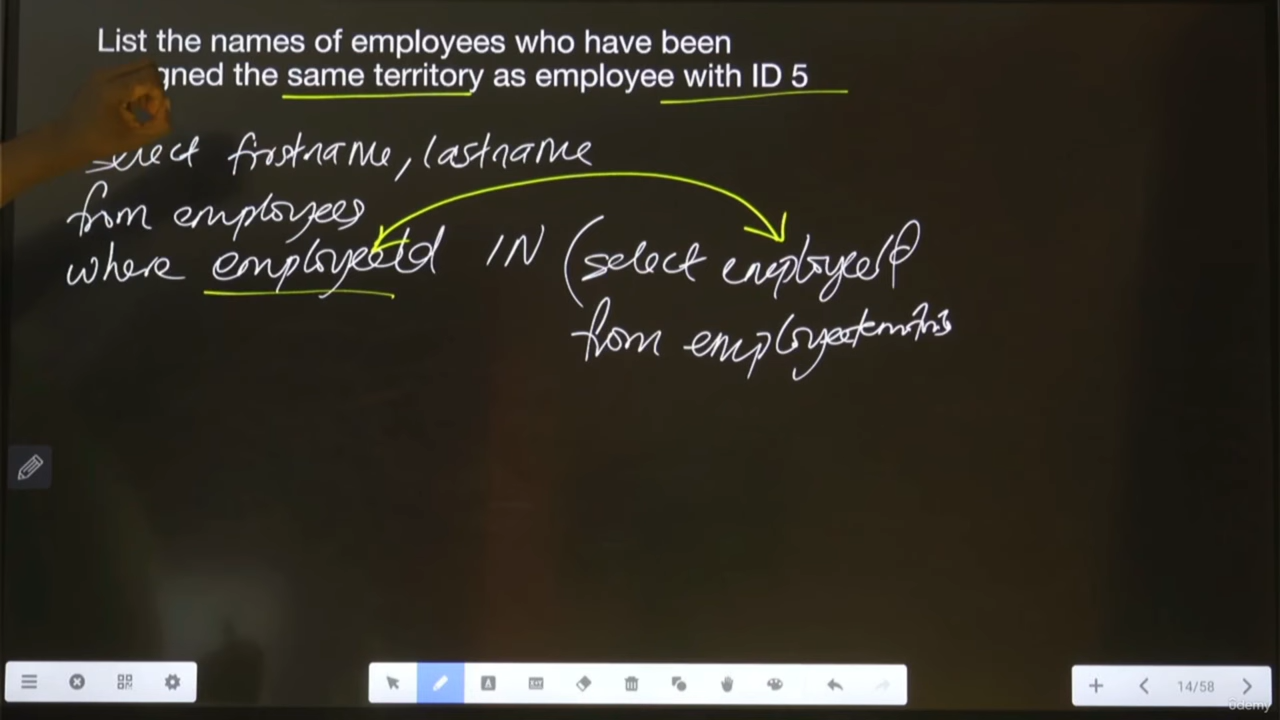 List the names of employees who have been
gned the same territory as employee with ID 5
select firstname, lastname
from employees
where employeeId IN (select employeeID
from employeeterritories
14/58
ûdemy